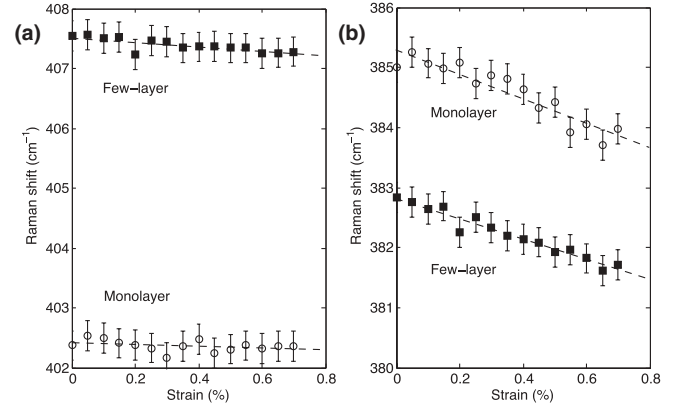 (a)
408
407
406
405
404
403
402
Raman shift (cm−1)
Few−layer
Monolayer
0 0.2 0.4 0.6 0.8
Strain (%)
(b)
386
385
384
383
382
381
380
Raman shift (cm−1)
Monolayer
Few−layer
0 0.2 0.4 0.6 0.8
Strain (%)